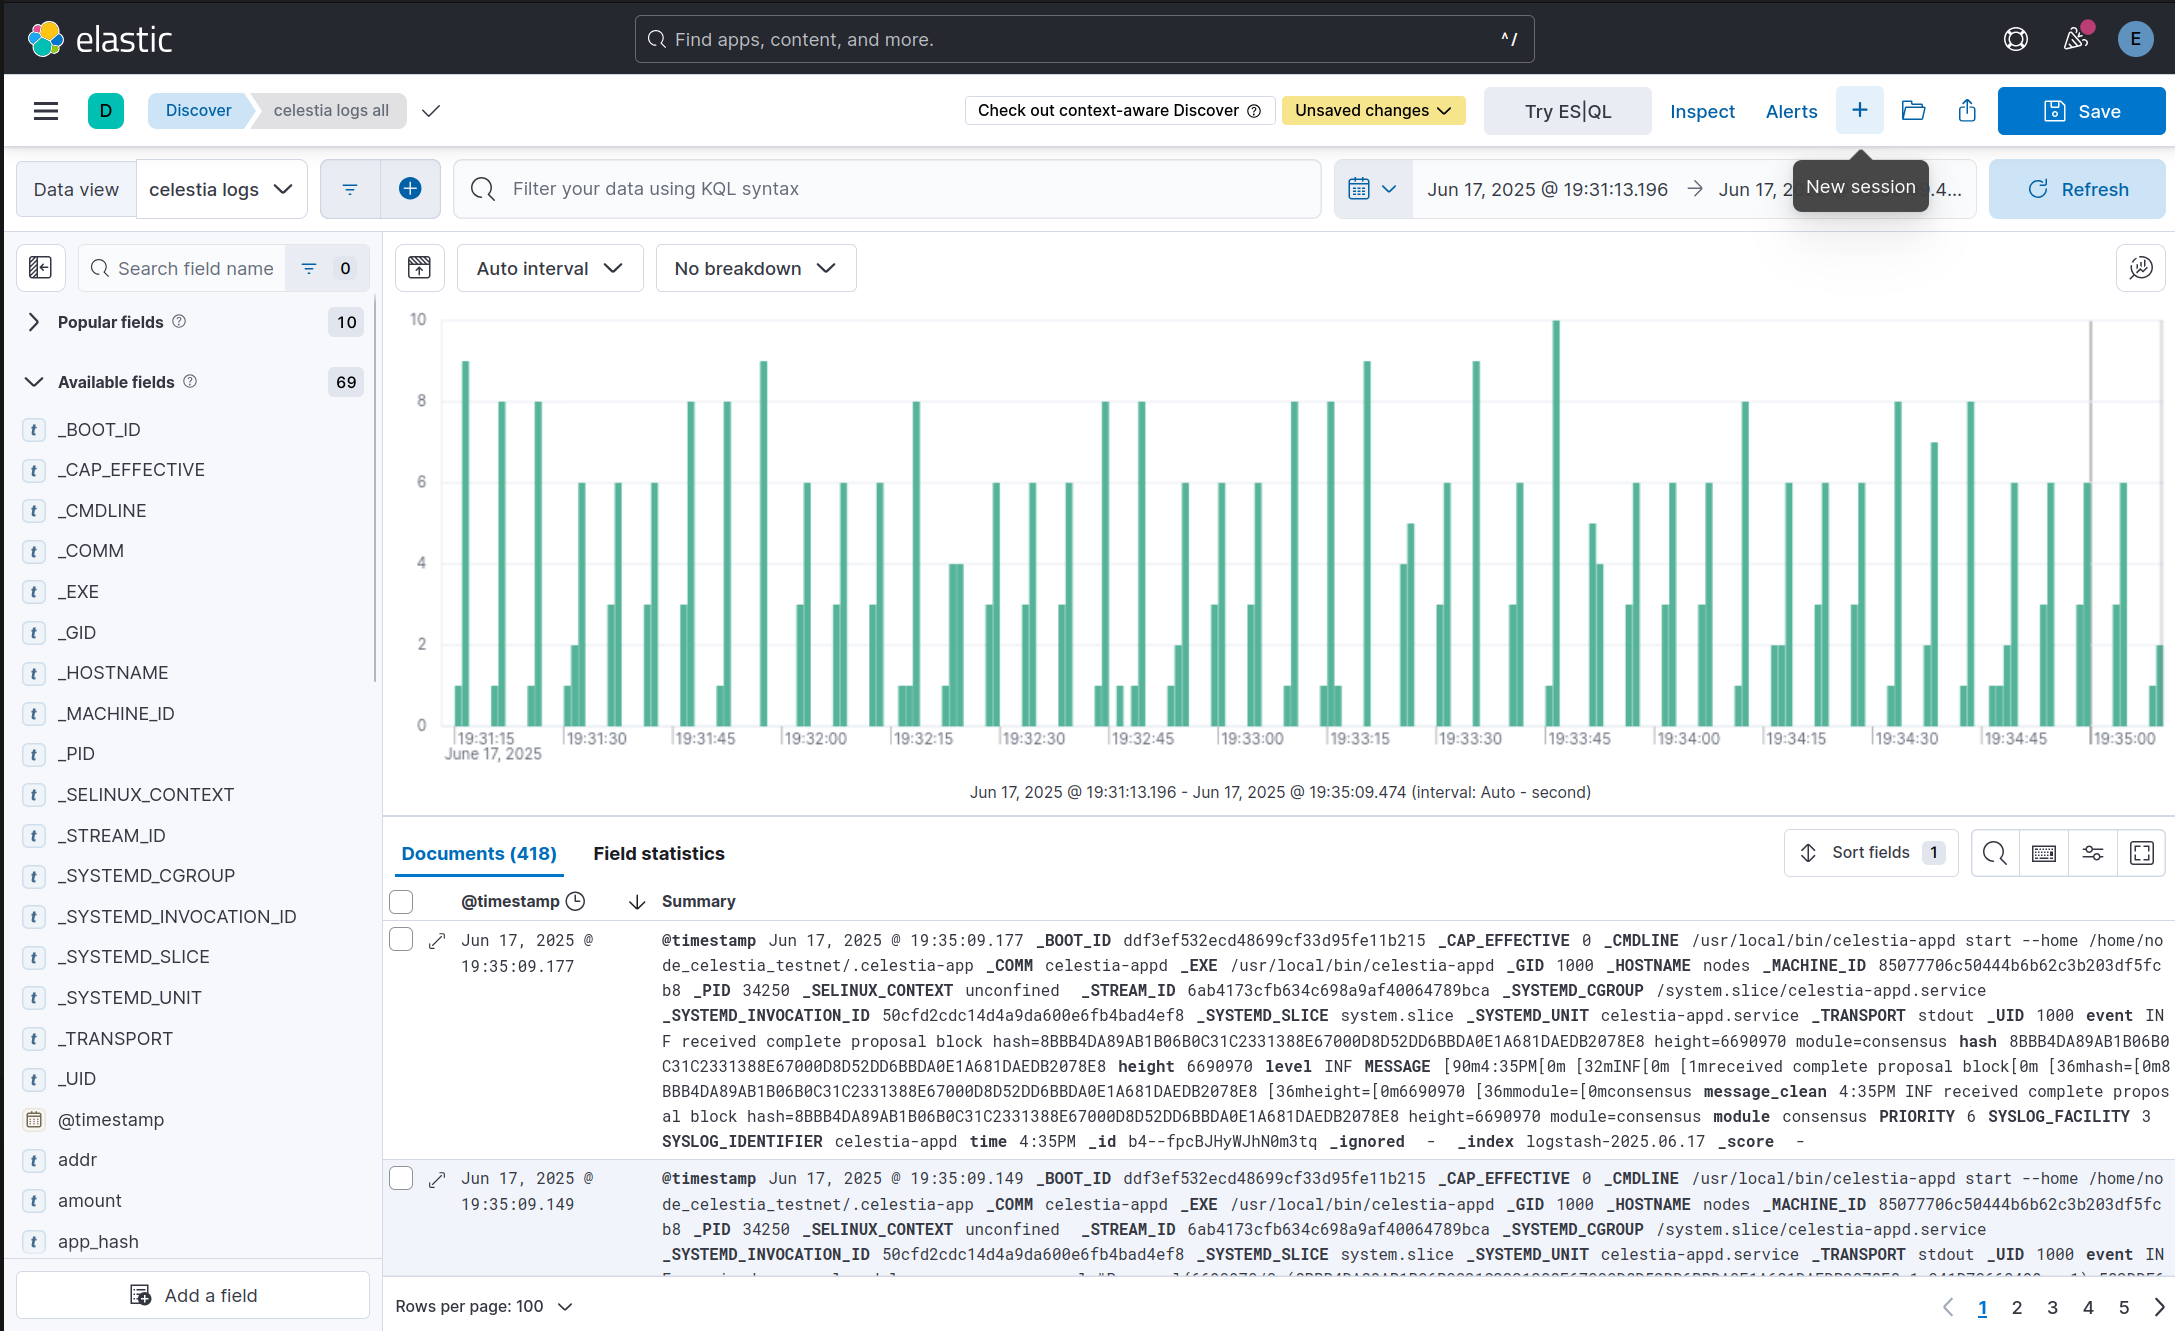 elastic
Find apps, content, and more.
^/
E
D
Discover
celestia logs all
Check out context-aware Discover
Unsaved changes
Try ES|QL
Inspect
Alerts
Save
Data view
celestia logs
Filter your data using KQL syntax
Jun 17, 2025 @ 19:31:13.196
Jun 17, 2
.4...
New session
Refresh
Search field name
0
Auto interval
No breakdown
Popular fields
10
Available fields
69
t _BOOT_ID
t _CAP_EFFECTIVE
t _CMDLINE
t _COMM
t _EXE
t _GID
t _HOSTNAME
t _MACHINE_ID
t _PID
t _SELINUX_CONTEXT
t _STREAM_ID
t _SYSTEMD_CGROUP
t _SYSTEMD_INVOCATION_ID
t _SYSTEMD_SLICE
t _SYSTEMD_UNIT
t _TRANSPORT
t _UID
@timestamp
t addr
t amount
t app_hash
Add a field
10
8
6
4
2
0
19:31:15 19:31:30 19:31:45 19:32:00 19:32:15 19:32:30 19:32:45 19:33:00 19:33:15 19:33:30 19:33:45 19:34:00 19:34:15 19:34:30 19:34:45 19:35:00
June 17, 2025
Jun 17, 2025 @ 19:31:13.196 - Jun 17, 2025 @ 19:35:09.474 (interval: Auto - second)
Documents (418)
Field statistics
Sort fields 1
@timestamp
Summary
Jun 17, 2025 @
19:35:09.177
@timestamp Jun 17, 2025 @ 19:35:09.177 _BOOT_ID ddf3ef532ecd48699cf33d95fe11b215 _CAP_EFFECTIVE 0 _CMDLINE /usr/local/bin/celestia-appd start --home /home/no
de_celestia_testnet/.celestia-app _COMM celestia-appd _EXE /usr/local/bin/celestia-appd _GID 1000 _HOSTNAME nodes _MACHINE_ID 85077706c50444b6b62c3b203df5fc
b8 _PID 34250 _SELINUX_CONTEXT unconfined _STREAM_ID 6ab4173cfb634c698a9af40064789bca _SYSTEMD_CGROUP /system.slice/celestia-appd.service
_SYSTEMD_INVOCATION_ID 50cfd2cdc14d4a9da600e6fb4bad4ef8 _SYSTEMD_SLICE system.slice _SYSTEMD_UNIT celestia-appd.service _TRANSPORT stdout _UID 1000 event IN
F received complete proposal block hash=8BBB4DA89AB1B06B0C31C2331388E67000D8D52DD6BBDA0E1A681DAEDB2078E8 height=6690970 module=consensus hash 8BBB4DA89AB1B06B0
C31C2331388E67000D8D52DD6BBDA0E1A681DAEDB2078E8 height 6690970 level INF MESSAGE [90m4:35PM[0m [32mINF[0m [1mreceived complete proposal block[0m [36mhash=[0m8
BBB4DA89AB1B06B0C31C2331388E67000D8D52DD6BBDA0E1A681DAEDB2078E8 [36mheight=[0m6690970 [36mmodule=[0mconsensus message_clean 4:35PM INF received complete propos
al block hash=8BBB4DA89AB1B06B0C31C2331388E67000D8D52DD6BBDA0E1A681DAEDB2078E8 height=6690970 module=consensus module consensus PRIORITY 6 SYSLOG_FACILITY 3
SYSLOG_IDENTIFIER celestia-appd time 4:35PM _id b4--fpcBJHyWJhN0m3tq _ignored - _index logstash-2025.06.17 _score -
Jun 17, 2025 @
19:35:09.149
@timestamp Jun 17, 2025 @ 19:35:09.149 _BOOT_ID ddf3ef532ecd48699cf33d95fe11b215 _CAP_EFFECTIVE 0 _CMDLINE /usr/local/bin/celestia-appd start --home /home/no
de_celestia_testnet/.celestia-app _COMM celestia-appd _EXE /usr/local/bin/celestia-appd _GID 1000 _HOSTNAME nodes _MACHINE_ID 85077706c50444b6b62c3b203df5fc
b8 _PID 34250 _SELINUX_CONTEXT unconfined _STREAM_ID 6ab4173cfb634c698a9af40064789bca _SYSTEMD_CGROUP /system.slice/celestia-appd.service
_SYSTEMD_INVOCATION_ID 50cfd2cdc14d4a9da600e6fb4bad4ef8 _SYSTEMD_SLICE system.slice _SYSTEMD_UNIT celestia-appd.service _TRANSPORT stdout _UID 1000 event IN
Rows per page: 100
1 2 3 4 5